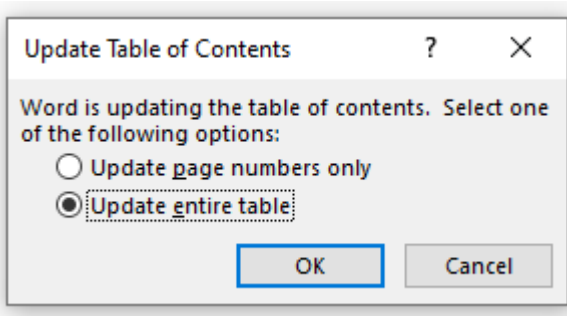 Update Table of Contents ? ×
Word is updating the table of contents. Select one
of the following options:
Update page numbers only
Update entire table
OK Cancel